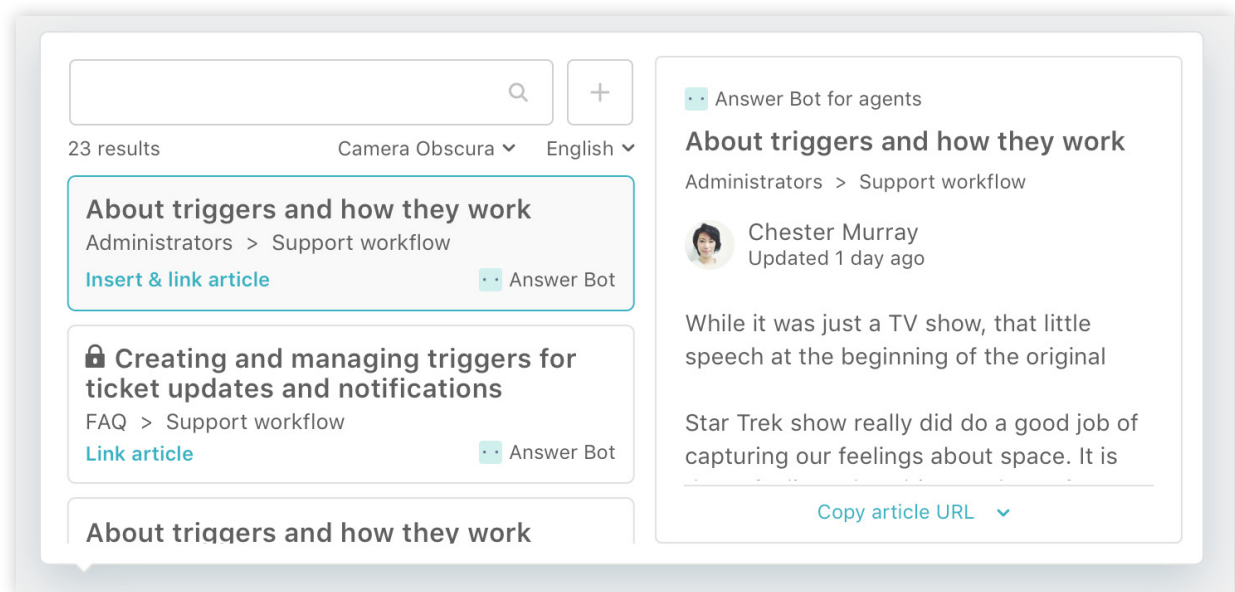 23 results
Camera Obscura
English
About triggers and how they work
Administrators > Support workflow
Insert & link article
Answer Bot
Creating and managing triggers for
ticket updates and notifications
FAQ > Support workflow
Link article
Answer Bot
About triggers and how they work
Answer Bot for agents
About triggers and how they work
Administrators > Support workflow
Chester Murray
Updated 1 day ago
While it was just a TV show, that little
speech at the beginning of the original
Star Trek show really did do a good job of
capturing our feelings about space. It is
Copy article URL